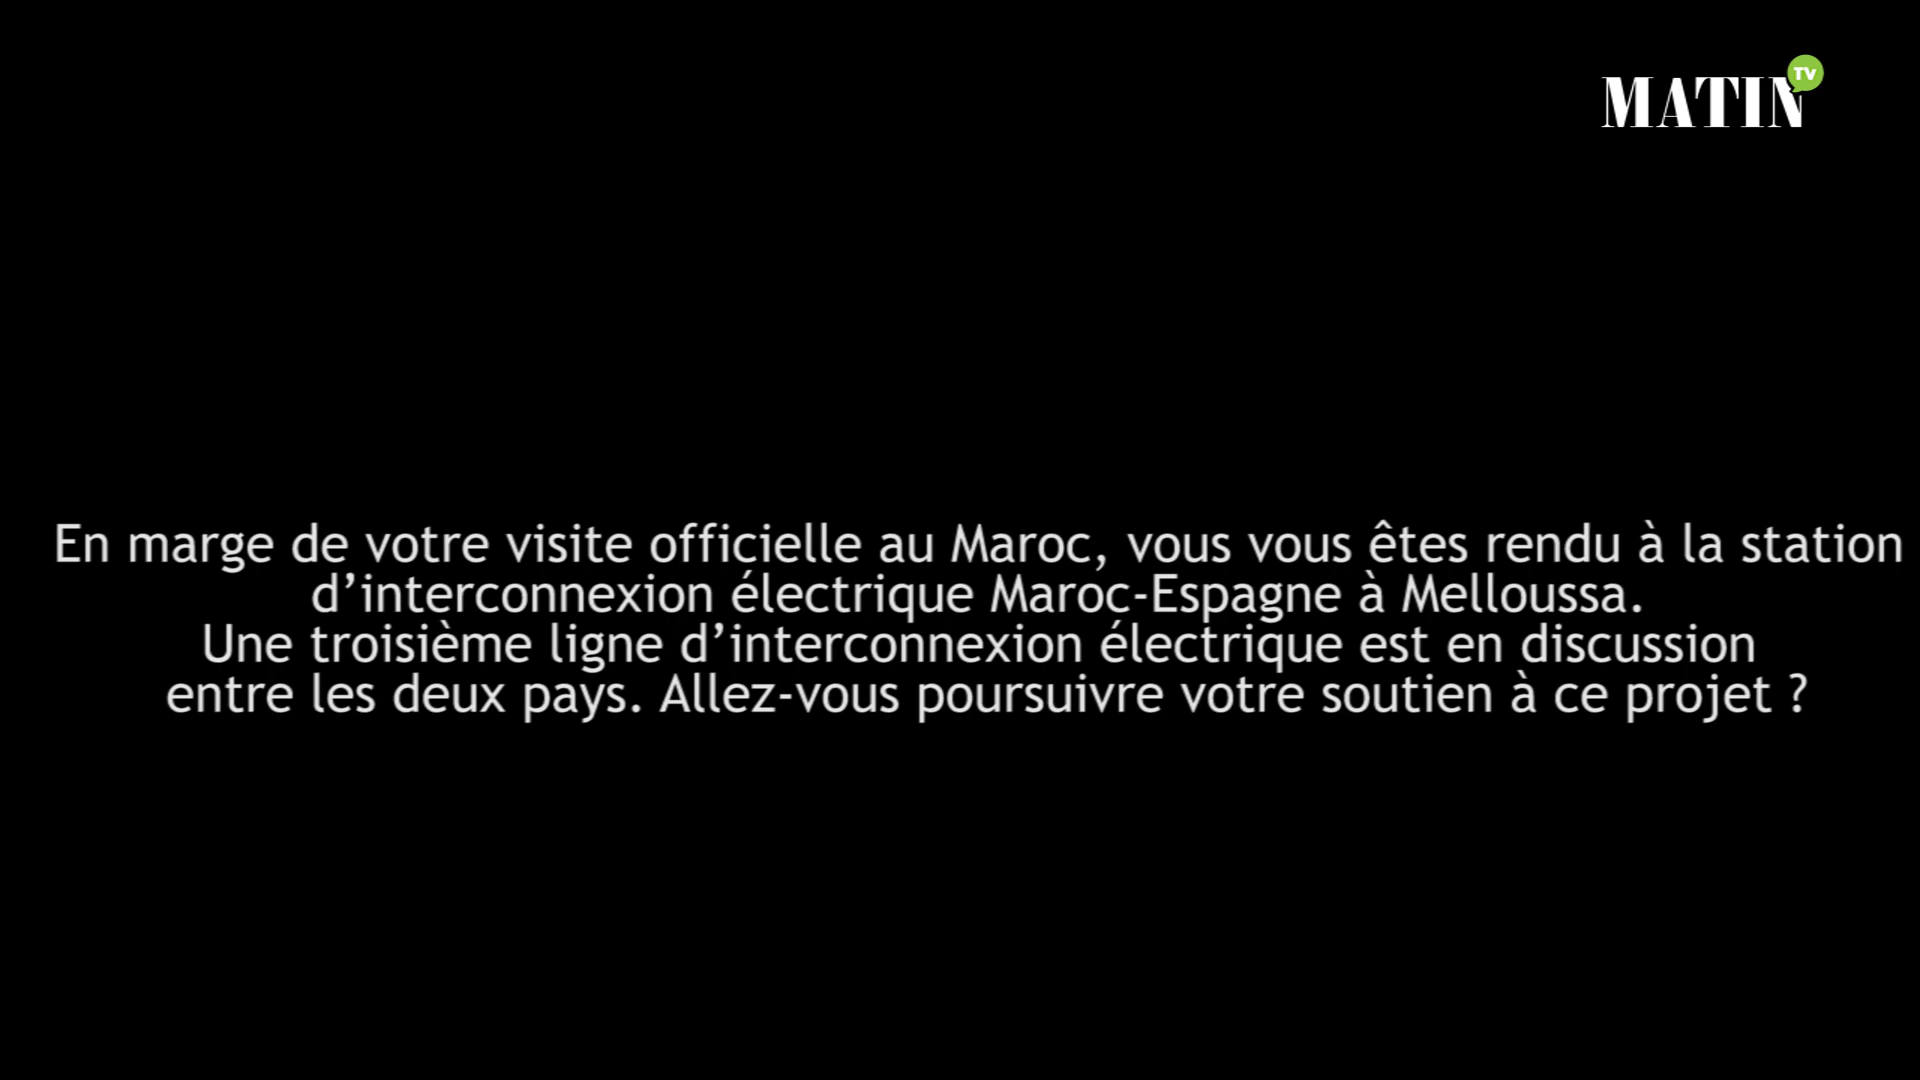 MATIN TV
En marge de votre visite officielle au Maroc, vous vous êtes rendu à la station
d’interconnexion électrique Maroc-Espagne à Melloussa.
Une troisième ligne d’interconnexion électrique est en discussion
entre les deux pays. Allez-vous poursuivre votre soutien à ce projet ?